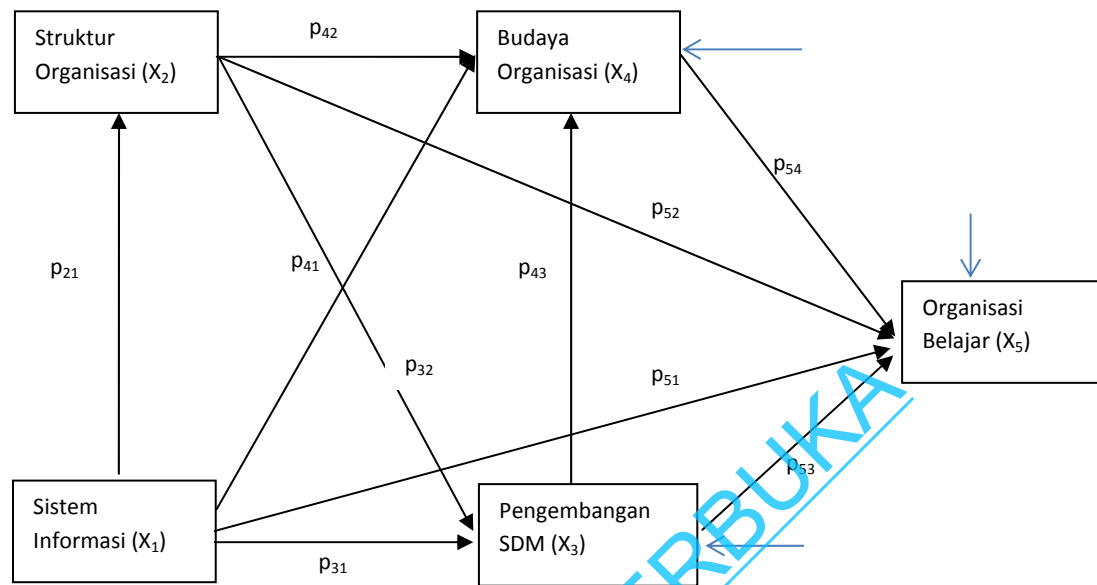 Struktur
Organisasi (X₂)
p₄₂
Budaya
Organisasi (X₄)
p₅₄
p₅₂
p₂₁
p₄₁
p₄₃
Organisasi
Belajar (X₅)
p₃₂
p₅₁
p₅₃
Sistem
Informasi (X₁)
p₃₁
Pengembangan
SDM (X₃)
ERBUKA